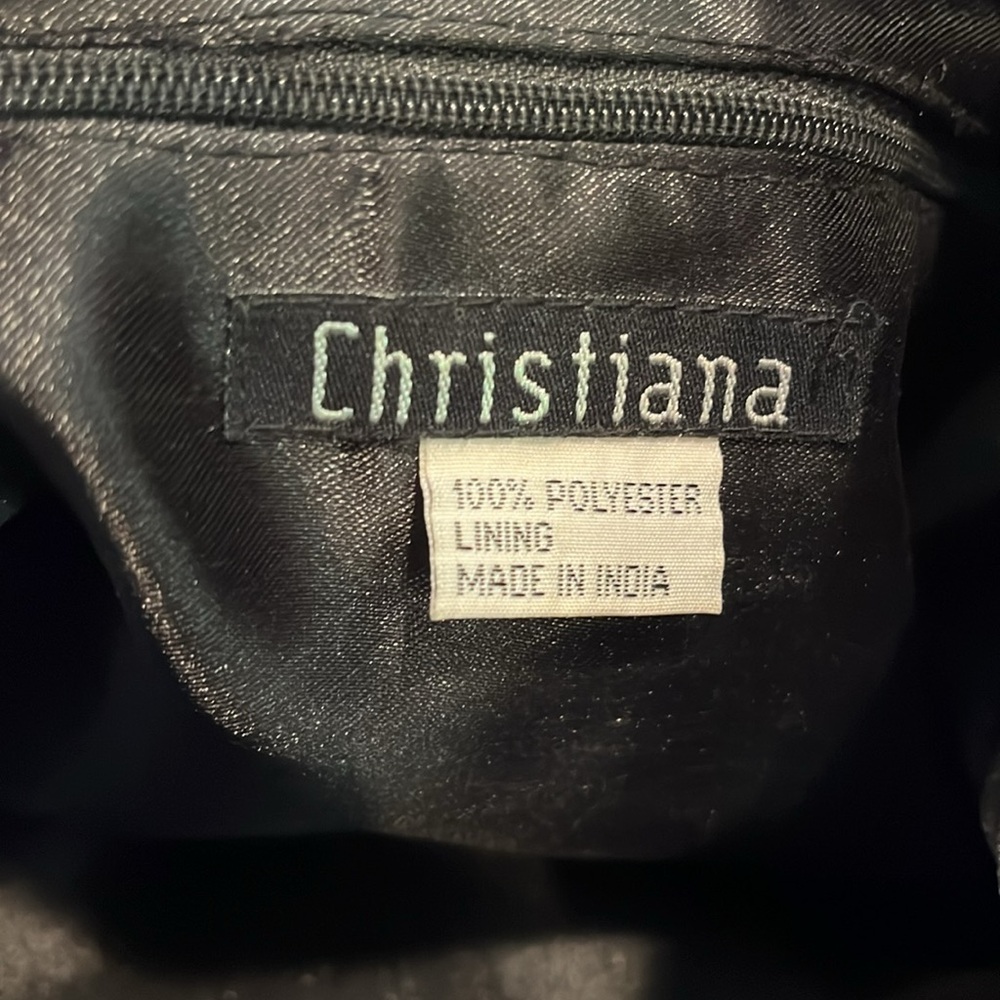 Christiana
100% POLYESTER
LINING
MADE IN INDIA